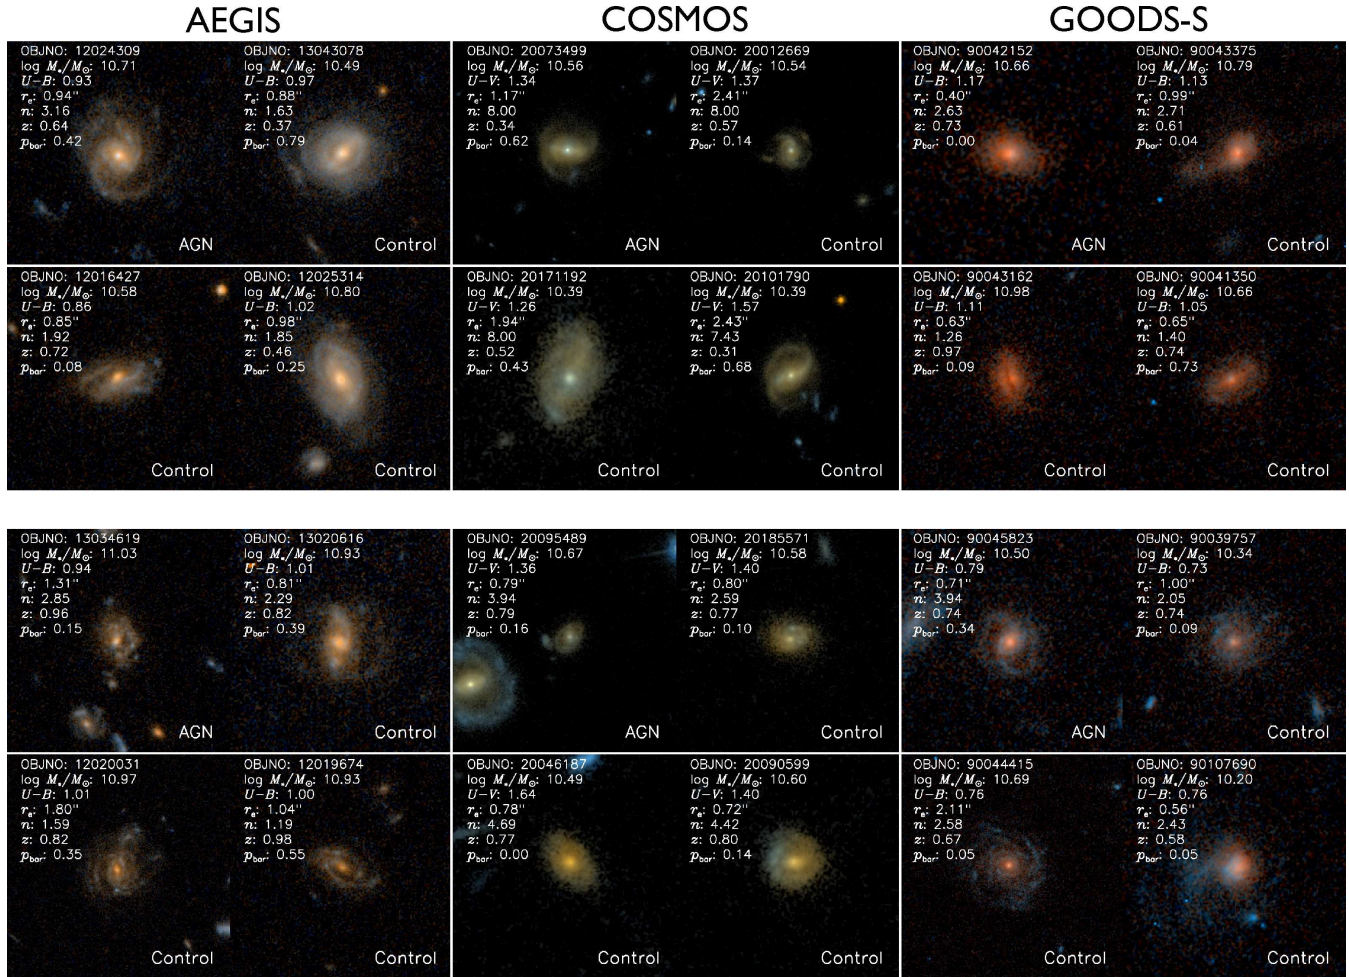 AEGIS
COSMOS
GOODS-S
OBJNO: 12024309
log M*/M⊙: 10.71
U−B: 0.93
re: 0.94"
n: 3.16
z: 0.64
pbar: 0.42
AGN
OBJNO: 13043078
log M*/M⊙: 10.49
U−B: 0.97
re: 0.88"
n: 1.63
z: 0.37
pbar: 0.79
Control
OBJNO: 20073499
log M*/M⊙: 10.56
U−V: 1.34
re: 1.17"
n: 8.00
z: 0.34
pbar: 0.62
AGN
OBJNO: 20012669
log M*/M⊙: 10.54
U−V: 1.37
re: 2.41"
n: 8.00
z: 0.57
pbar: 0.14
Control
OBJNO: 90042152
log M*/M⊙: 10.66
U−B: 1.17
re: 0.40"
n: 2.63
z: 0.73
pbar: 0.00
AGN
OBJNO: 90043375
log M*/M⊙: 10.79
U−B: 1.13
re: 0.99"
n: 2.71
z: 0.61
pbar: 0.04
Control
OBJNO: 12016427
log M*/M⊙: 10.58
U−B: 0.86
re: 0.85"
n: 1.92
z: 0.72
pbar: 0.08
Control
OBJNO: 12025314
log M*/M⊙: 10.80
U−B: 1.02
re: 0.98"
n: 1.85
z: 0.46
pbar: 0.25
Control
OBJNO: 20171192
log M*/M⊙: 10.39
U−V: 1.26
re: 1.94"
n: 8.00
z: 0.52
pbar: 0.43
Control
OBJNO: 20101790
log M*/M⊙: 10.39
U−V: 1.57
re: 2.43"
n: 7.43
z: 0.31
pbar: 0.68
Control
OBJNO: 90043162
log M*/M⊙: 10.98
U−B: 1.11
re: 0.63"
n: 1.26
z: 0.97
pbar: 0.09
Control
OBJNO: 90041350
log M*/M⊙: 10.66
U−B: 1.05
re: 0.65"
n: 1.40
z: 0.74
pbar: 0.73
Control
OBJNO: 13034619
log M*/M⊙: 11.03
U−B: 0.94
re: 1.31"
n: 2.85
z: 0.96
pbar: 0.15
AGN
OBJNO: 13020616
log M*/M⊙: 10.93
U−B: 1.01
re: 0.81"
n: 2.29
z: 0.82
pbar: 0.39
Control
OBJNO: 20095489
log M*/M⊙: 10.67
U−V: 1.36
re: 0.79"
n: 3.94
z: 0.79
pbar: 0.16
AGN
OBJNO: 20185571
log M*/M⊙: 10.58
U−V: 1.40
re: 0.80"
n: 2.59
z: 0.77
pbar: 0.10
Control
OBJNO: 90045823
log M*/M⊙: 10.50
U−B: 0.79
re: 0.71"
n: 3.94
z: 0.74
pbar: 0.34
AGN
OBJNO: 90039757
log M*/M⊙: 10.34
U−B: 0.73
re: 1.00"
n: 2.05
z: 0.74
pbar: 0.09
Control
OBJNO: 12020031
log M*/M⊙: 10.97
U−B: 1.01
re: 1.80"
n: 1.59
z: 0.82
pbar: 0.35
Control
OBJNO: 12019674
log M*/M⊙: 10.93
U−B: 1.00
re: 1.04"
n: 1.19
z: 0.98
pbar: 0.55
Control
OBJNO: 20046187
log M*/M⊙: 10.49
U−V: 1.64
re: 0.78"
n: 4.69
z: 0.77
pbar: 0.00
Control
OBJNO: 20090599
log M*/M⊙: 10.60
U−V: 1.40
re: 0.72"
n: 4.42
z: 0.80
pbar: 0.14
Control
OBJNO: 90044415
log M*/M⊙: 10.69
U−B: 0.76
re: 2.11"
n: 2.58
z: 0.67
pbar: 0.05
Control
OBJNO: 90107690
log M*/M⊙: 10.20
U−B: 0.76
re: 0.56"
n: 2.43
z: 0.58
pbar: 0.05
Control